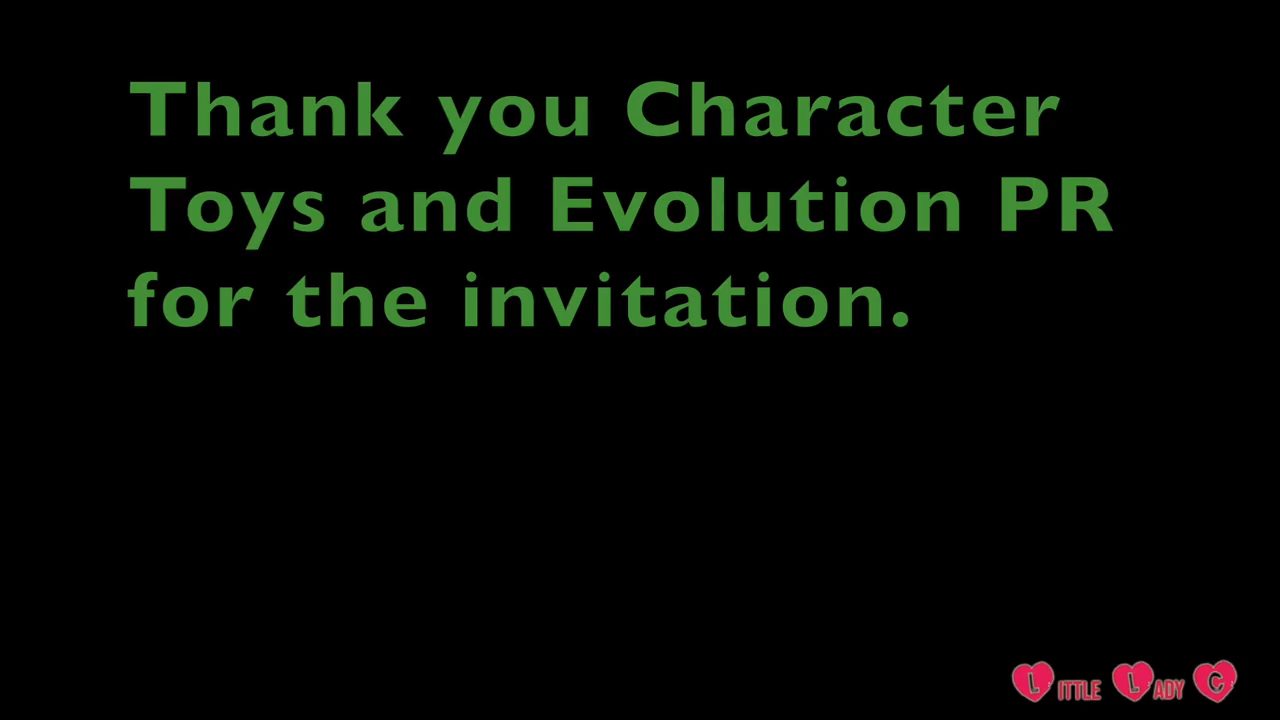 Thank you Character
Toys and Evolution PR
for the invitation.
LITTLE LADY C